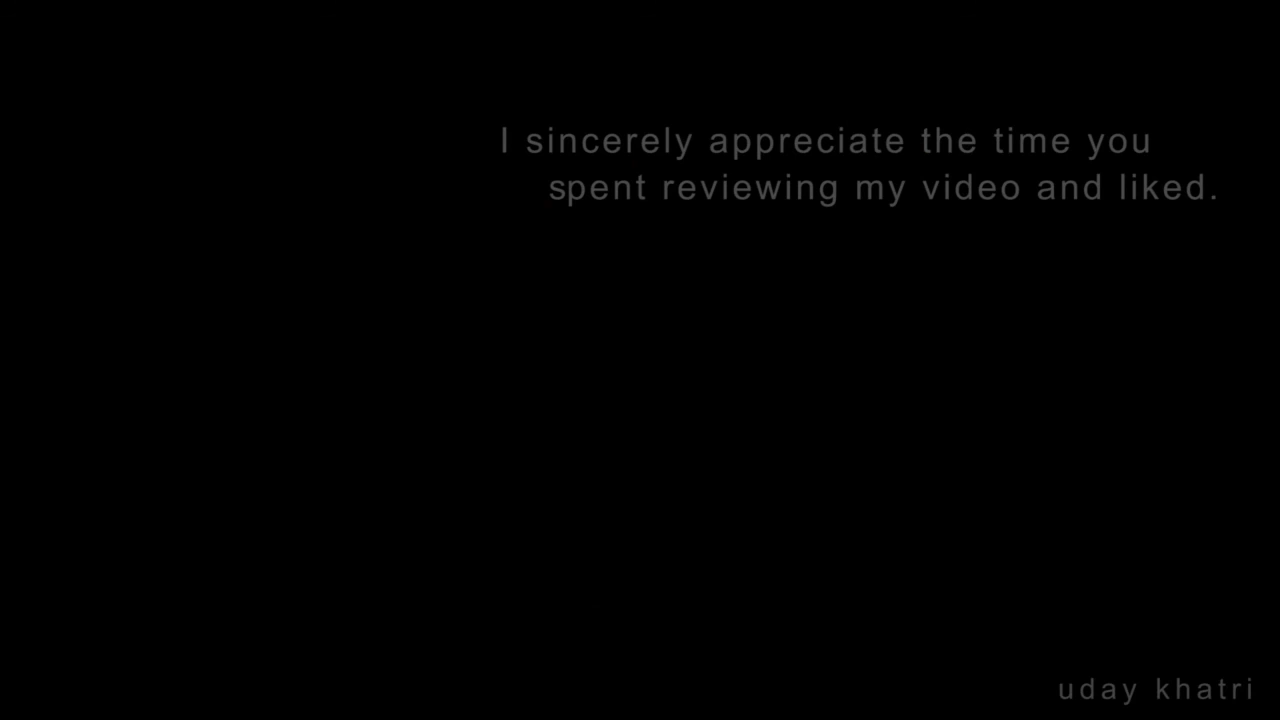 I sincerely appreciate the time you
spent reviewing my video and liked.
uday khatri